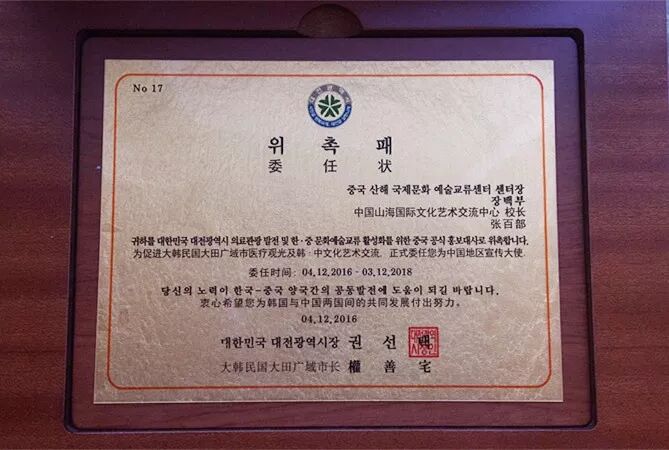 No 17
위 촉 패
委 任 状
중국 산해 국제문화 예술교류센터 센터장
장백부
中国山海国际文化艺术交流中心 校长
张百部
귀하를 대한민국 대전광역시 의료관광 발전 및 한·중 문화예술교류 활성화를 위한 중국 공식 홍보대사로 위촉합니다.
为促进大韩民国大田广域市医疗观光及韩·中文化艺术交流, 正式委任您为中国地区宣传大使.
委任时间: 04.12.2016 - 03.12.2018
당신의 노력이 한국-중국 양국간의 공동발전에 도움이 되길 바랍니다.
衷心希望您为韩国与中国两国间的共同发展付出努力。
04.12.2016
대한민국 대전광역시장 권 선
大韩民国大田广域市长 權 善 宅